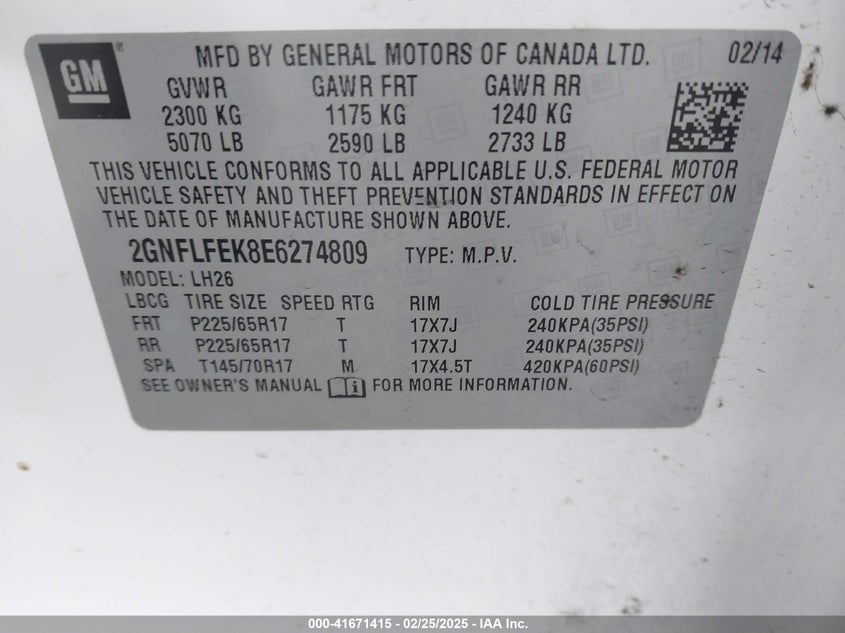 GM ®
MFD BY GENERAL MOTORS OF CANADA LTD. 02/14
GVWR GAWR FRT GAWR RR
2300 KG 1175 KG 1240 KG
5070 LB 2590 LB 2733 LB
THIS VEHICLE CONFORMS TO ALL APPLICABLE U.S. FEDERAL MOTOR
VEHICLE SAFETY AND THEFT PREVENTION STANDARDS IN EFFECT ON
THE DATE OF MANUFACTURE SHOWN ABOVE.
2GNFLFEK8E6274809 TYPE: M.P.V.
MODEL: LH26
LBCG TIRE SIZE SPEED RTG RIM COLD TIRE PRESSURE
FRT P225/65R17 T 17X7J 240KPA(35PSI)
RR P225/65R17 T 17X7J 240KPA(35PSI)
SPA T145/70R17 M 17X4.5T 420KPA(60PSI)
SEE OWNER'S MANUAL FOR MORE INFORMATION.
000-41671415 - 02/25/2025 - IAA Inc.